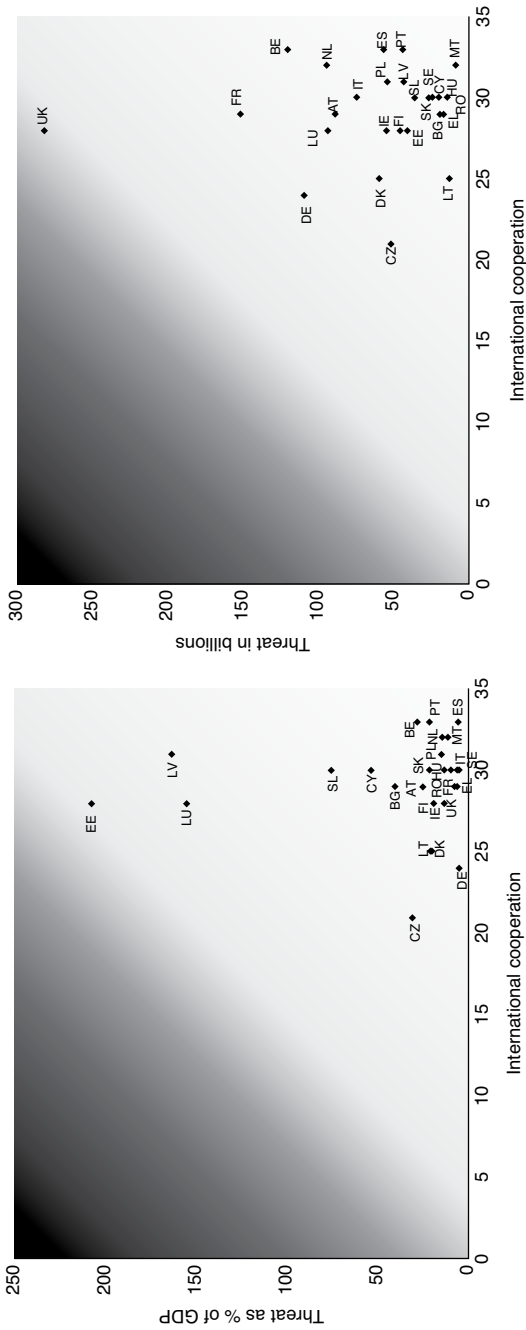 Threat as % of GDP
250
200
150
100
50
0
EE
LV
LU
SL
CY
BG
CZ
BE
PT
AT
SK
NL
PL
FI
RO
HU
LT
IE
DK
UK
FR
MT
ES
IT
SE
EL
DE
0 5 10 15 20 25 30 35
International cooperation
Threat in billions
300
250
200
150
100
50
0
UK
FR
BE
DE
NL
LU
AT
IT
DK
ES
PL
IE
CZ
PT
LV
FI
EE
SL
SE
SK
CY
HU
BG
EL
RO
LT
MT
0 5 10 15 20 25 30 35
International cooperation